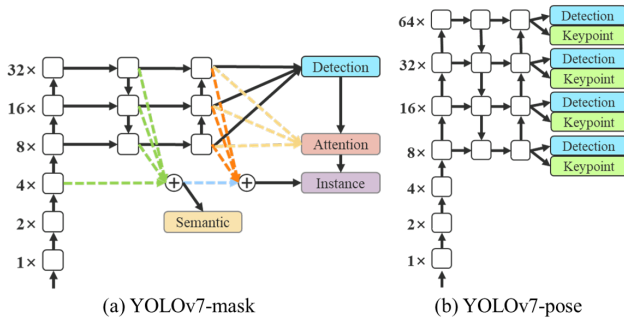 32×
16×
8×
4×
2×
1×
+
+
Detection
Attention
Instance
Semantic
(a) YOLOv7-mask
64×
32×
16×
8×
4×
2×
1×
Detection
Keypoint
Detection
Keypoint
Detection
Keypoint
Detection
Keypoint
(b) YOLOv7-pose